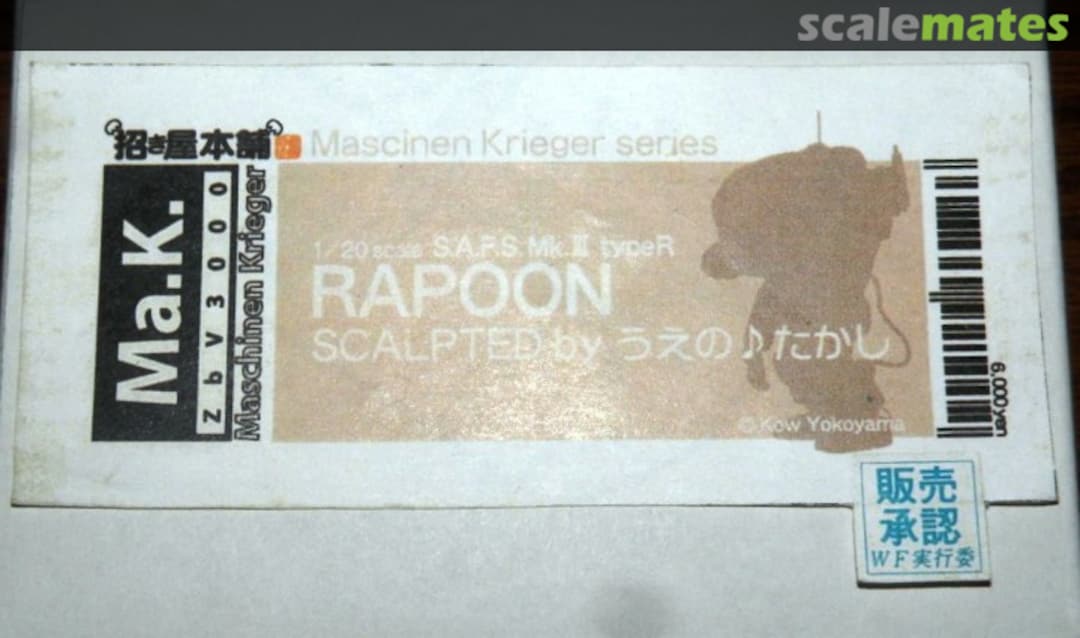 scalemates
招き屋本舗
Mascinen Krieger series
Ma.K.
ZbV3000
Maschinen Krieger
1/20 scale S.A.F.S. Mk.Ⅲ typeR
RAPOON
SCALPTED by うえの♪たかし
© Kow Yokoyama
6,000yen
販売
承認
WF実行委